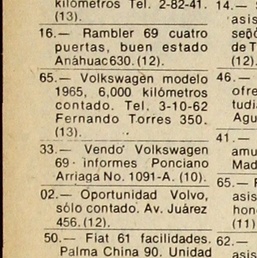 kilómetros Tel. 2-82-41.
(13).
16.— Rambler 69 cuatro
puertas, buen estado
Anáhuac630. (12).
65.— Volkswagen modelo
1965, 6,000 kilómetros
contado. Tel. 3-10-62
Fernando Torres 350.
(13).
33.— Vendo Volkswagen
69 informes Ponciano
Arriaga No. 1091-A. (10).
02.— Oportunidad Volvo,
sólo contado. Av. Juárez
456. (12).
50.— Fiat 61 facilidades.
Palma China 90. Unidad
14.—
asis
seño
de T
(12).
46.—
ofre
tudia
Agu
41.—
amu
Mad
65.—
asis
hon
(11)
62.—
asis